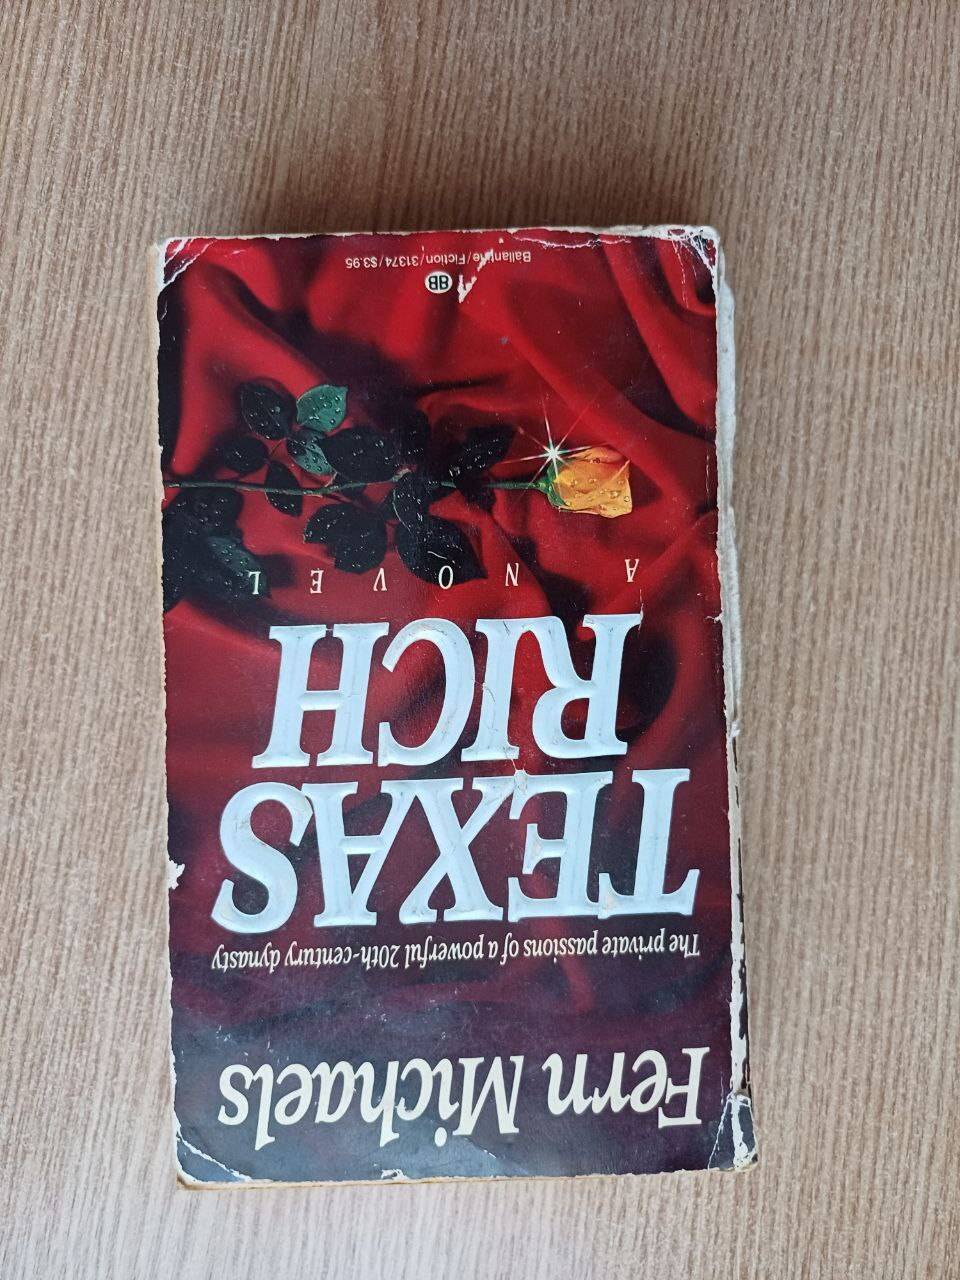 Fern Michaels
The private passions of a powerful 20th-century dynasty
TEXAS
RICH
A NOVEL
BB
Ballantine/Fiction/31374/$3.95